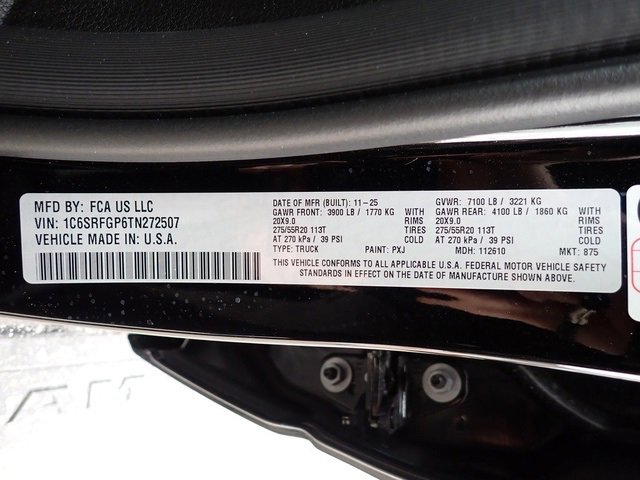 MFD BY: FCA US LLC
VIN: 1C6SRFGP6TN272507
VEHICLE MADE IN: U.S.A.
DATE OF MFR (BUILT): 11-25 GVWR: 7100 LB / 3221 KG
GAWR FRONT: 3900 LB / 1770 KG WITH GAWR REAR: 4100 LB / 1860 KG WITH
20X9.0 RIMS 20X9.0 RIMS
275/55R20 113T TIRES 275/55R20 113T TIRES
AT 270 kPa / 39 PSI COLD AT 270 kPa / 39 PSI COLD
TYPE: TRUCK PAINT: PXJ MDH: 112610 MKT: 875
THIS VEHICLE CONFORMS TO ALL APPLICABLE U.S.A. FEDERAL MOTOR VEHICLE SAFETY
STANDARDS IN EFFECT ON THE DATE OF MANUFACTURE SHOWN ABOVE.